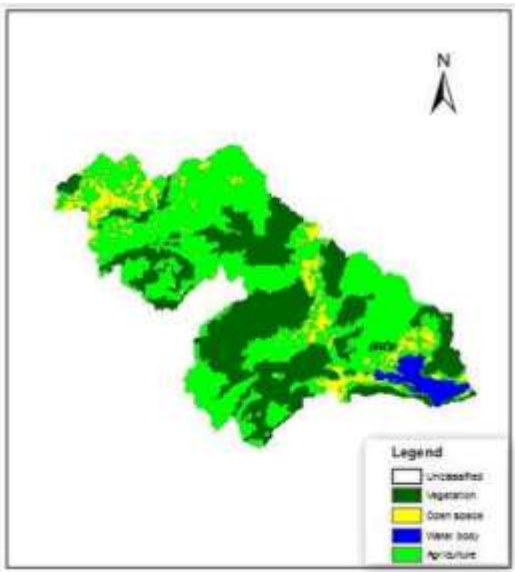 N
Legend
Unclassified
Vegetation
Open space
Water body
Agriculture